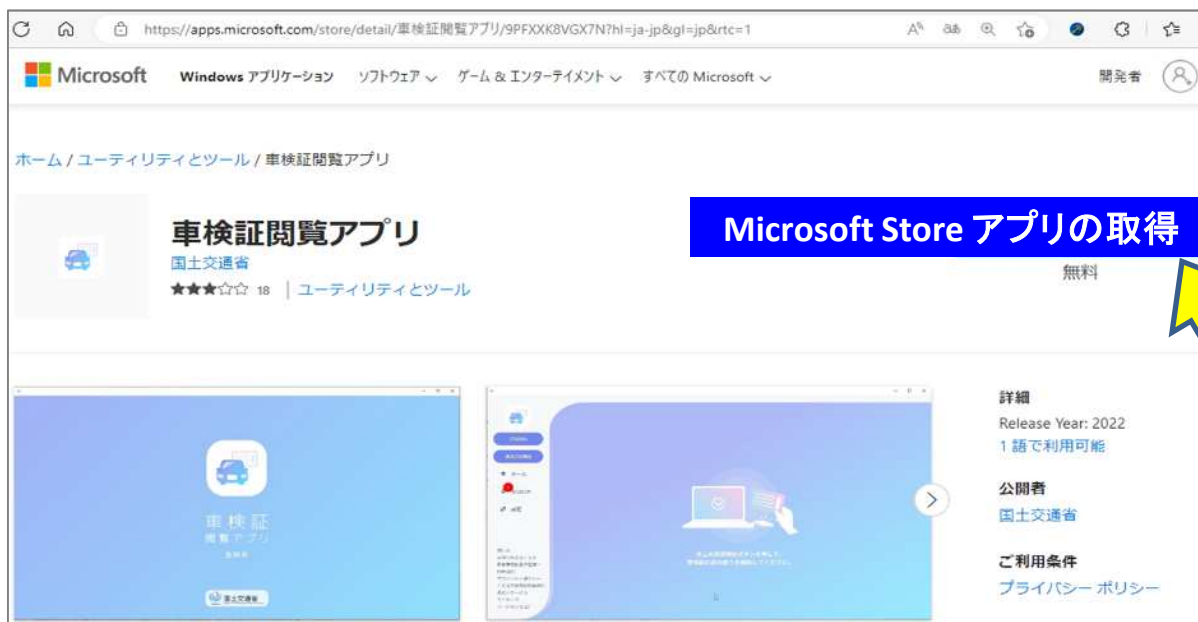 https://apps.microsoft.com/store/detail/車検証閲覧アプリ/9PFXXK8VGX7N?hl=ja-jp&gl=jp&rtc=1
Microsoft Windows アプリケーション ソフトウェア ゲーム & エンターテイメント すべての Microsoft 開発者
ホーム / ユーティリティとツール / 車検証閲覧アプリ
車検証閲覧アプリ
Microsoft Store アプリの取得
国土交通省
無料
★★★☆☆ 18 | ユーティリティとツール
詳細
Release Year: 2022
1 語で利用可能
公開者
国土交通省
ご利用条件
プライバシー ポリシー
車検証
閲覧アプリ
国土交通省
ホーム